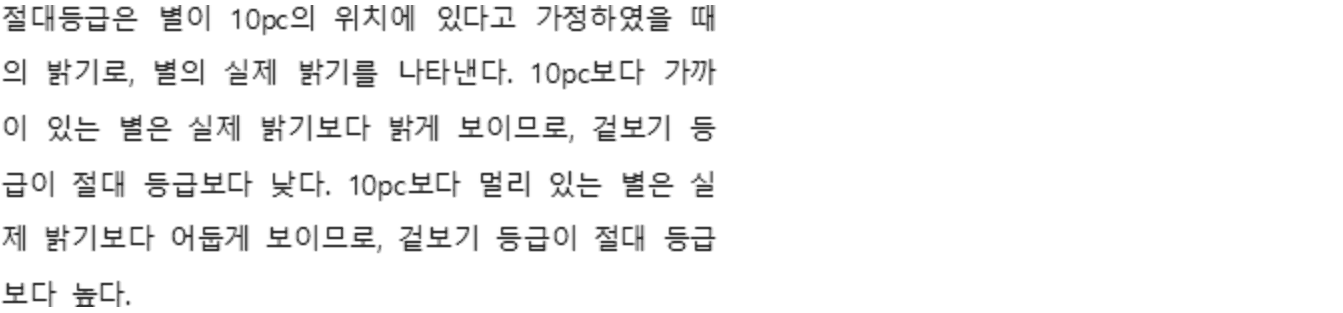 절대등급은 별이 10pc의 위치에 있다고 가정하였을 때
의 밝기로, 별의 실제 밝기를 나타낸다. 10pc보다 가까
이 있는 별은 실제 밝기보다 밝게 보이므로, 겉보기 등
급이 절대 등급보다 낮다. 10pc보다 멀리 있는 별은 실
제 밝기보다 어둡게 보이므로, 겉보기 등급이 절대 등급
보다 높다.